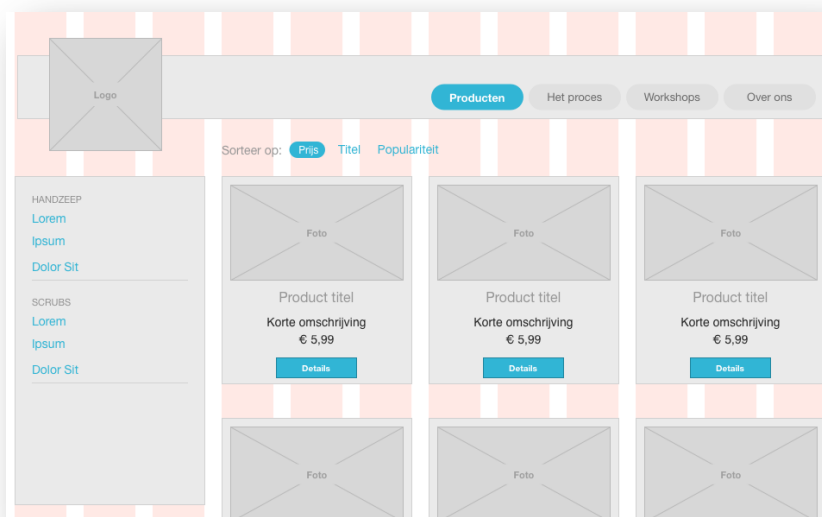 Logo
Producten Het proces Workshops Over ons
Sorteer op: Prijs Titel Populariteit
HANDZEEP
Lorem
Ipsum
Dolor Sit
SCRUBS
Lorem
Ipsum
Dolor Sit
Foto Foto Foto
Product titel Product titel Product titel
Korte omschrijving Korte omschrijving Korte omschrijving
€ 5,99 € 5,99 € 5,99
Details Details Details
Foto Foto Foto